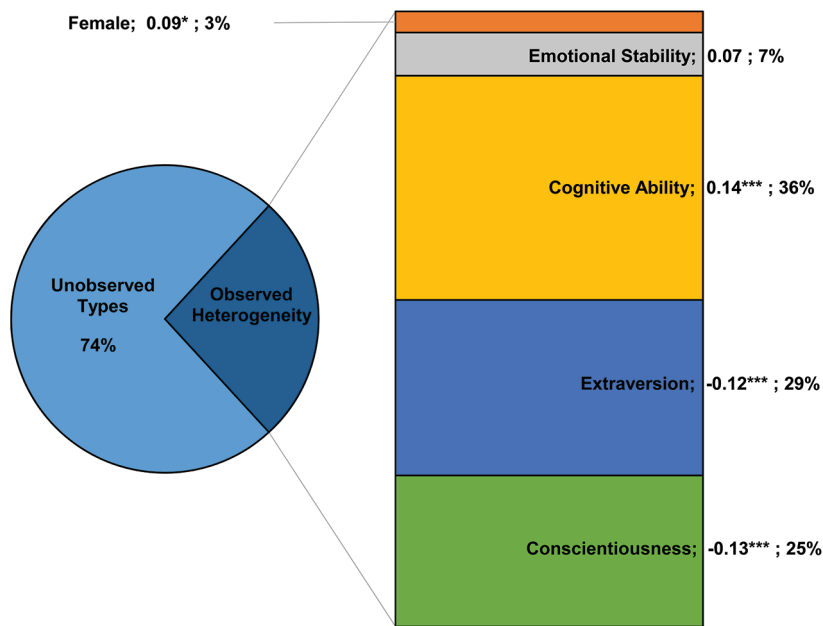 Female; 0.09* ; 3%
Emotional Stability; 0.07 ; 7%
Cognitive Ability; 0.14*** ; 36%
Unobserved
Types
74%
Observed
Heterogeneity
Extraversion; -0.12*** ; 29%
Conscientiousness; -0.13*** ; 25%